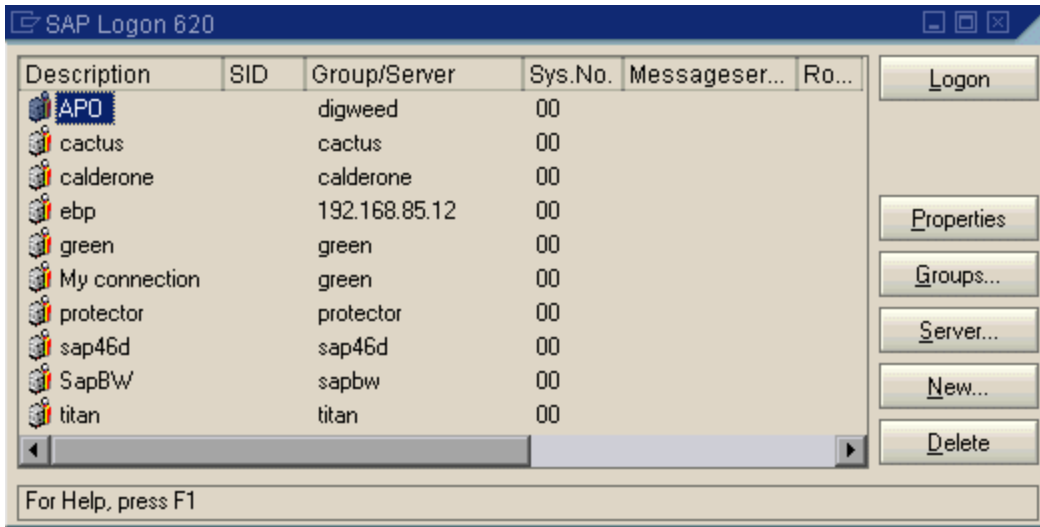 SAP Logon 620
Description SID Group/Server Sys.No. Messageser... Ro...
APO digweed 00
cactus cactus 00
calderone calderone 00
ebp 192.168.85.12 00
green green 00
My connection green 00
protector protector 00
sap46d sap46d 00
SapBW sapbw 00
titan titan 00
Logon
Properties
Groups...
Server...
New...
Delete
For Help, press F1